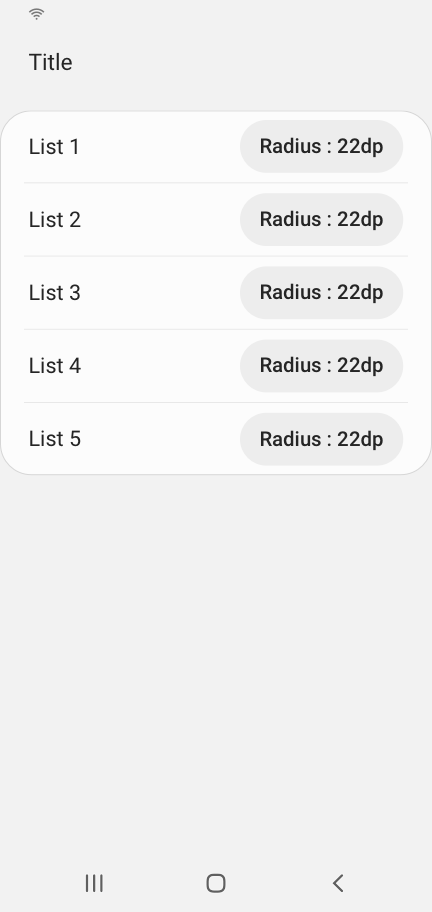 Title
List 1
Radius : 22dp
List 2
Radius : 22dp
List 3
Radius : 22dp
List 4
Radius : 22dp
List 5
Radius : 22dp